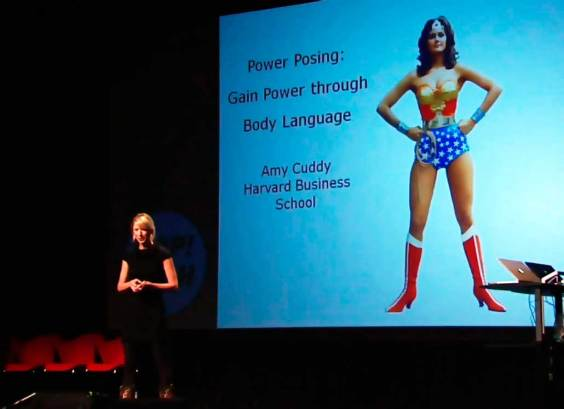 Power Posing:
Gain Power through
Body Language
Amy Cuddy
Harvard Business
School